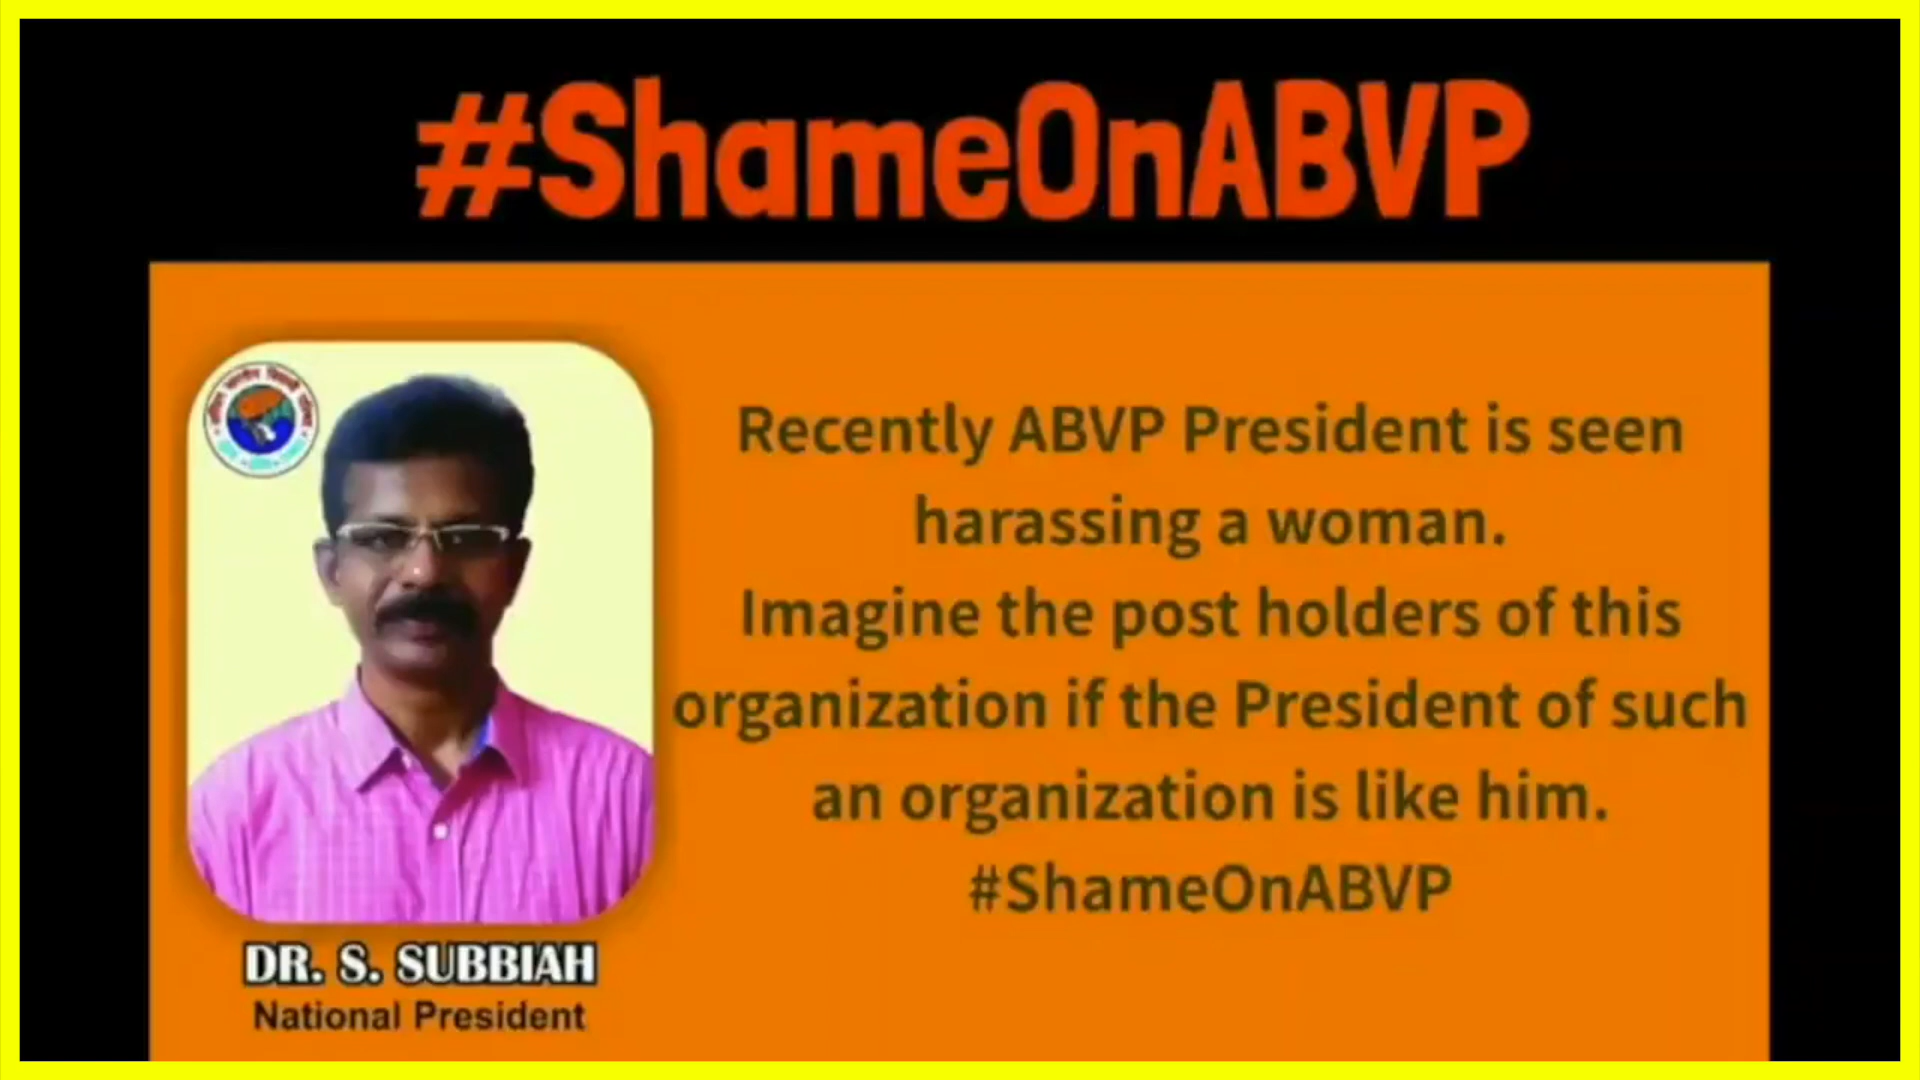 #ShameOnABVP
Recently ABVP President is seen
harassing a woman.
Imagine the post holders of this
organization if the President of such
an organization is like him.
#ShameOnABVP
DR. S. SUBBIAH
National President